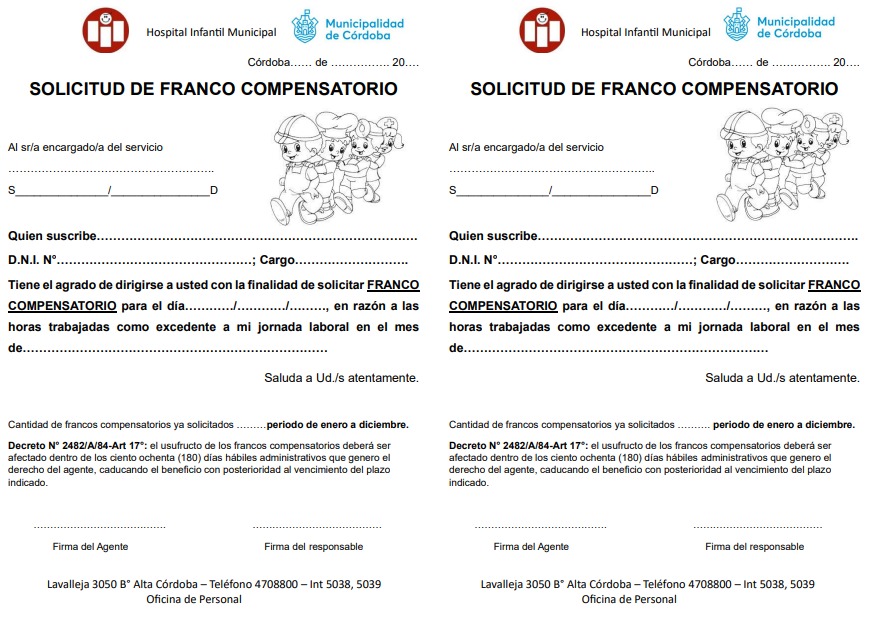 Hospital Infantil Municipal
Municipalidad
de Córdoba
Córdoba…… de ……………. 20….
SOLICITUD DE FRANCO COMPENSATORIO
Al sr/a encargado/a del servicio
……………………………………………….
S________________/_________________D
Quien suscribe……………………………………………………………………….
D.N.I. N°……………………………………….; Cargo……………………….
Tiene el agrado de dirigirse a usted con la finalidad de solicitar FRANCO
COMPENSATORIO para el día…………/…………/………, en razón a las
horas trabajadas como excedente a mi jornada laboral en el mes
de…………………………………………………………………
Saluda a Ud./s atentamente.
Cantidad de francos compensatorios ya solicitados ………periodo de enero a diciembre.
Decreto N° 2482/A/84-Art 17°: el usufructo de los francos compensatorios deberá ser
afectado dentro de los ciento ochenta (180) días hábiles administrativos que genero el
derecho del agente, caducando el beneficio con posterioridad al vencimiento del plazo
indicado.
…………………………………. ………………………………….
Firma del Agente Firma del responsable
Lavalleja 3050 B° Alta Córdoba – Teléfono 4708800 – Int 5038, 5039
Oficina de Personal
Hospital Infantil Municipal
Municipalidad
de Córdoba
Córdoba…… de ……………. 20….
SOLICITUD DE FRANCO COMPENSATORIO
Al sr/a encargado/a del servicio
……………………………………………….
S________________/_________________D
Quien suscribe……………………………………………………………………….
D.N.I. N°……………………………………….; Cargo……………………….
Tiene el agrado de dirigirse a usted con la finalidad de solicitar FRANCO
COMPENSATORIO para el día…………/…………/………, en razón a las
horas trabajadas como excedente a mi jornada laboral en el mes
de…………………………………………………………………
Saluda a Ud./s atentamente.
Cantidad de francos compensatorios ya solicitados ………. periodo de enero a diciembre.
Decreto N° 2482/A/84-Art 17°: el usufructo de los francos compensatorios deberá ser
afectado dentro de los ciento ochenta (180) días hábiles administrativos que genero el
derecho del agente, caducando el beneficio con posterioridad al vencimiento del plazo
indicado.
…………………………………. ………………………………….
Firma del Agente Firma del responsable
Lavalleja 3050 B° Alta Córdoba – Teléfono 4708800 – Int 5038, 5039
Oficina de Personal